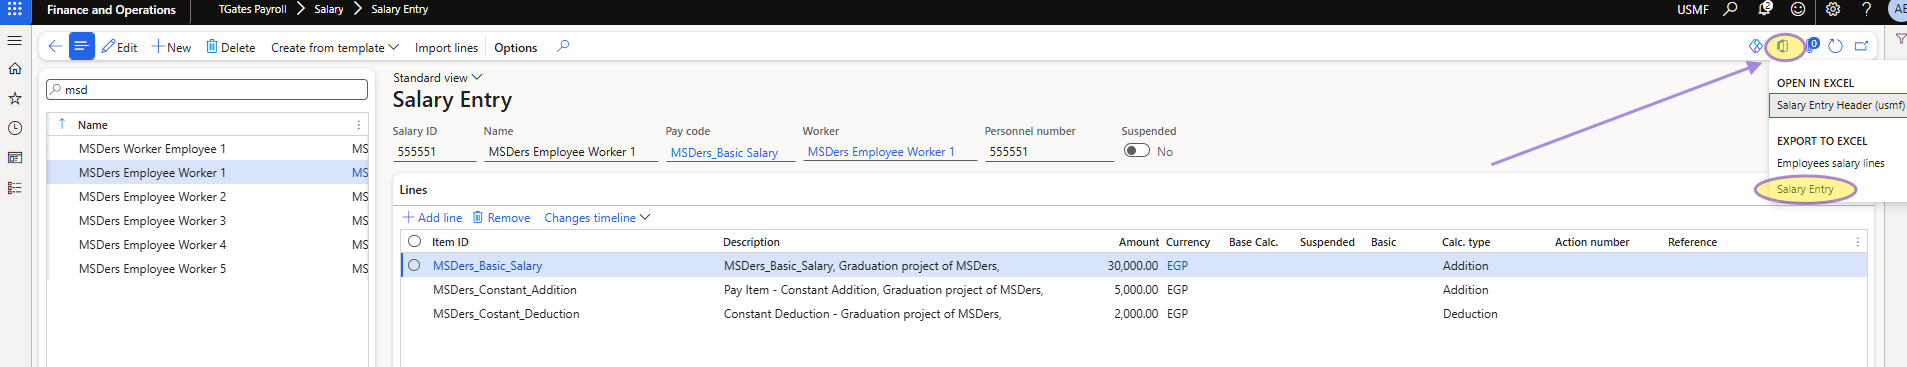 Finance and Operations TGates Payroll > Salary > Salary Entry USMF 2 ? AE
Edit + New Delete Create from template Import lines Options 0
msd
Name
MSDers Worker Employee 1 MS
MSDers Employee Worker 1 MS
MSDers Employee Worker 2 MS
MSDers Employee Worker 3 MS
MSDers Employee Worker 4 MS
MSDers Employee Worker 5 MS
Standard view
Salary Entry
Salary ID Name Pay code Worker Personnel number Suspended
555551 MSDers Employee Worker 1 MSDers_Basic Salary MSDers Employee Worker 1 555551 No
Lines
+ Add line Remove Changes timeline
Item ID Description Amount Currency Base Calc. Suspended Basic Calc. type Action number Reference
MSDers_Basic_Salary MSDers_Basic_Salary, Graduation project of MSDers, 30,000.00 EGP Addition
MSDers_Constant_Addition Pay Item - Constant Addition, Graduation project of MSDers, 5,000.00 EGP Addition
MSDers_Costant_Deduction Constant Deduction - Graduation project of MSDers, 2,000.00 EGP Deduction
OPEN IN EXCEL
Salary Entry Header (usmf)
EXPORT TO EXCEL
Employees salary lines
Salary Entry